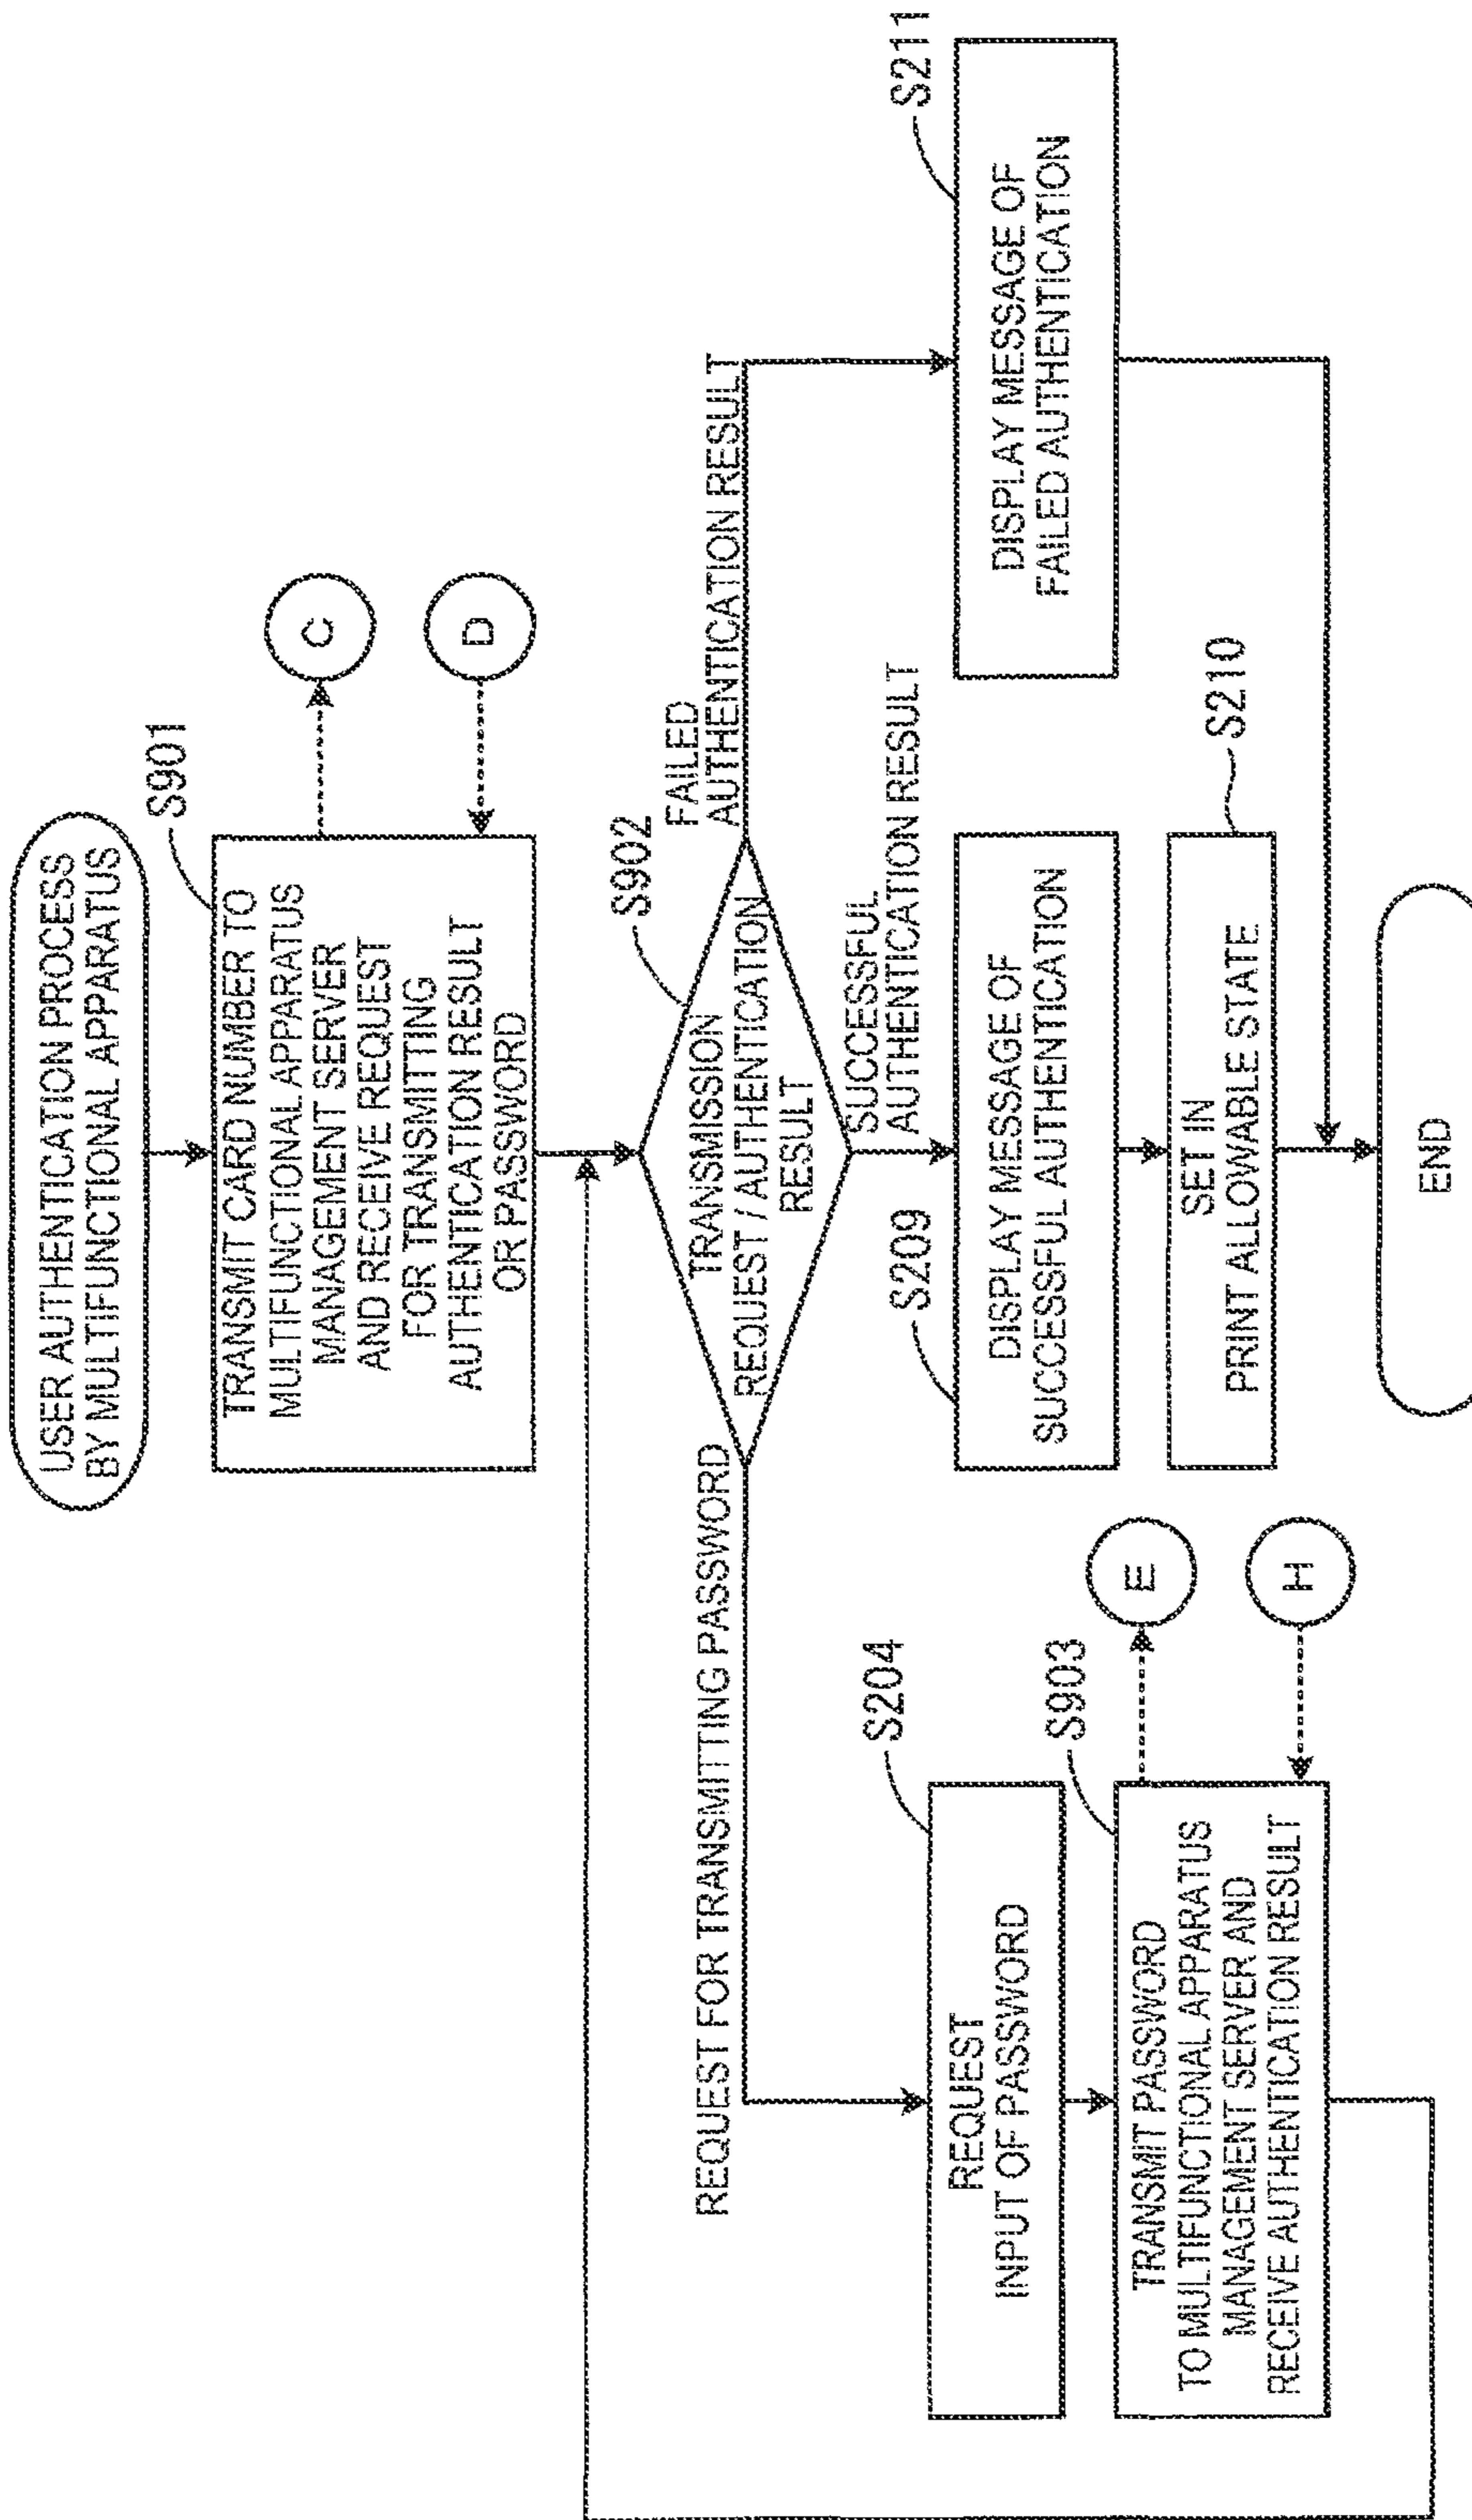 USER AUTHENTICATION PROCESS
BY MULTIFUNCTIONAL APPARATUS
S901
TRANSMIT CARD NUMBER TO
MULTIFUNCTIONAL APPARATUS
MANAGEMENT SERVER
AND RECEIVE REQUEST
FOR TRANSMITTING
AUTHENTICATION RESULT
OR PASSWORD
C
D
S902
TRANSMISSION
REQUEST / AUTHENTICATION
RESULT
REQUEST FOR TRANSMITTING PASSWORD
FAILED
AUTHENTICATION RESULT
SUCCESSFUL
AUTHENTICATION RESULT
S204
REQUEST
INPUT OF PASSWORD
S903
TRANSMIT PASSWORD
TO MULTIFUNCTIONAL APPARATUS
MANAGEMENT SERVER AND
RECEIVE AUTHENTICATION RESULT
E
H
S209
DISPLAY MESSAGE OF
SUCCESSFUL AUTHENTICATION
S210
SET IN
PRINT ALLOWABLE STATE
S211
DISPLAY MESSAGE OF
FAILED AUTHENTICATION
END